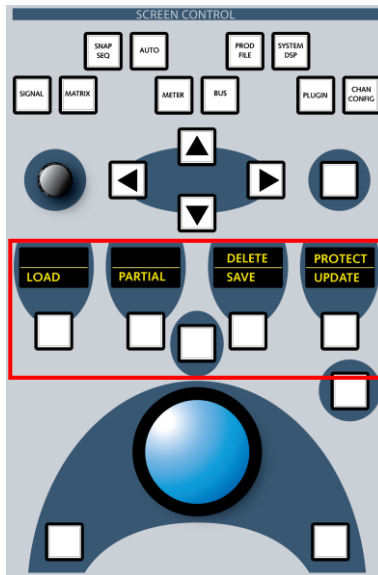 SCREEN CONTROL
SNAP
SEQ
AUTO
PROD
FILE
SYSTEM
DSP
SIGNAL
MATRIX
METER
BUS
PLUGIN
CHAN
CONFIG
DELETE
PROTECT
LOAD
PARTIAL
SAVE
UPDATE